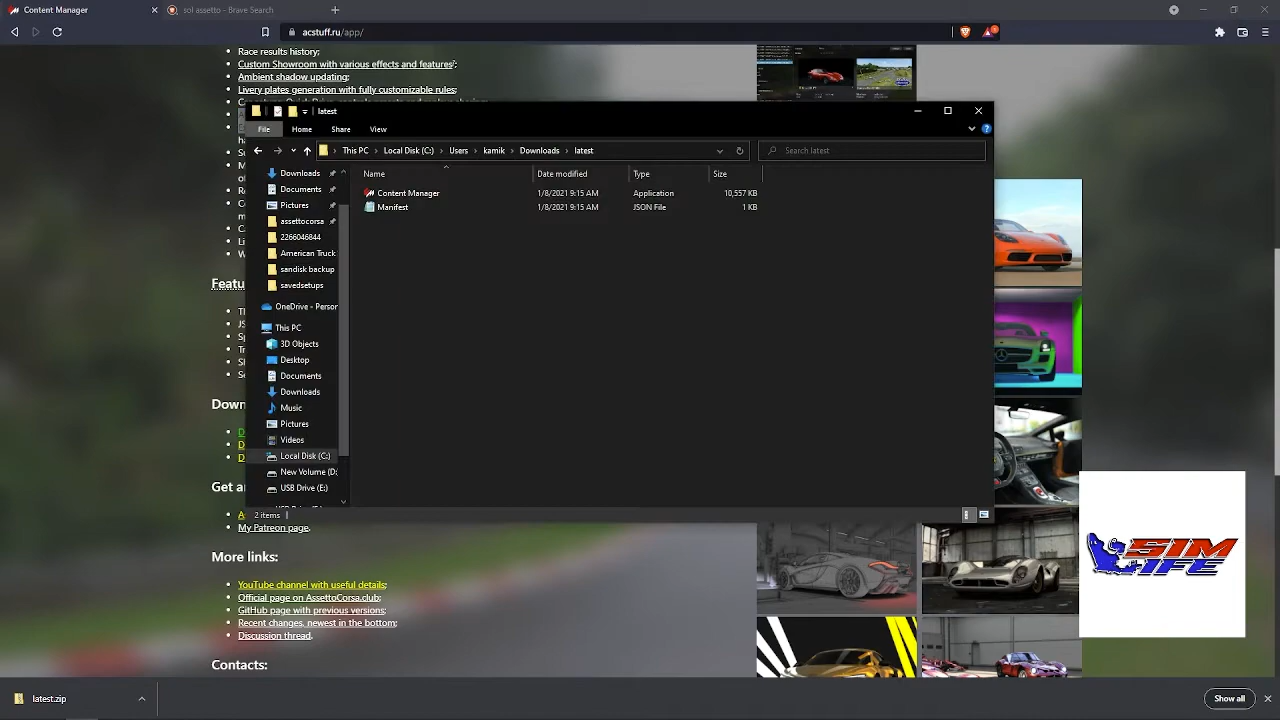 Content Manager
sol assetto - Brave Search
acstuff.ru/app/
Race results history;
Custom Showroom with various effects and features;
Ambient shadow updating;
Livery plates generator with fully customizable rules;
latest
File
Home
Share
View
This PC
Local Disk (C:)
Users
kamik
Downloads
latest
Search latest
Name
Date modified
Type
Size
Content Manager
1/8/2021 9:15 AM
Application
10,557 KB
Manifest
1/8/2021 9:15 AM
JSON File
1 KB
Downloads
Pictures
assettocorsa
2266046844
American Truck
sandisk backup
savedsetups
OneDrive - Person
This PC
3D Objects
Desktop
Documents
Downloads
Music
Pictures
Videos
Local Disk (C:)
New Volume (D:
USB Drive (E:)
2 items
Featu
Dow
Get a
My Patreon page.
More links:
YouTube channel with useful details;
Official page on AssettoCorsa.club;
GitHub page with previous versions;
Recent changes, newest in the bottom;
Discussion thread.
Contacts:
SIM
LIFE
latest.zip
Show all